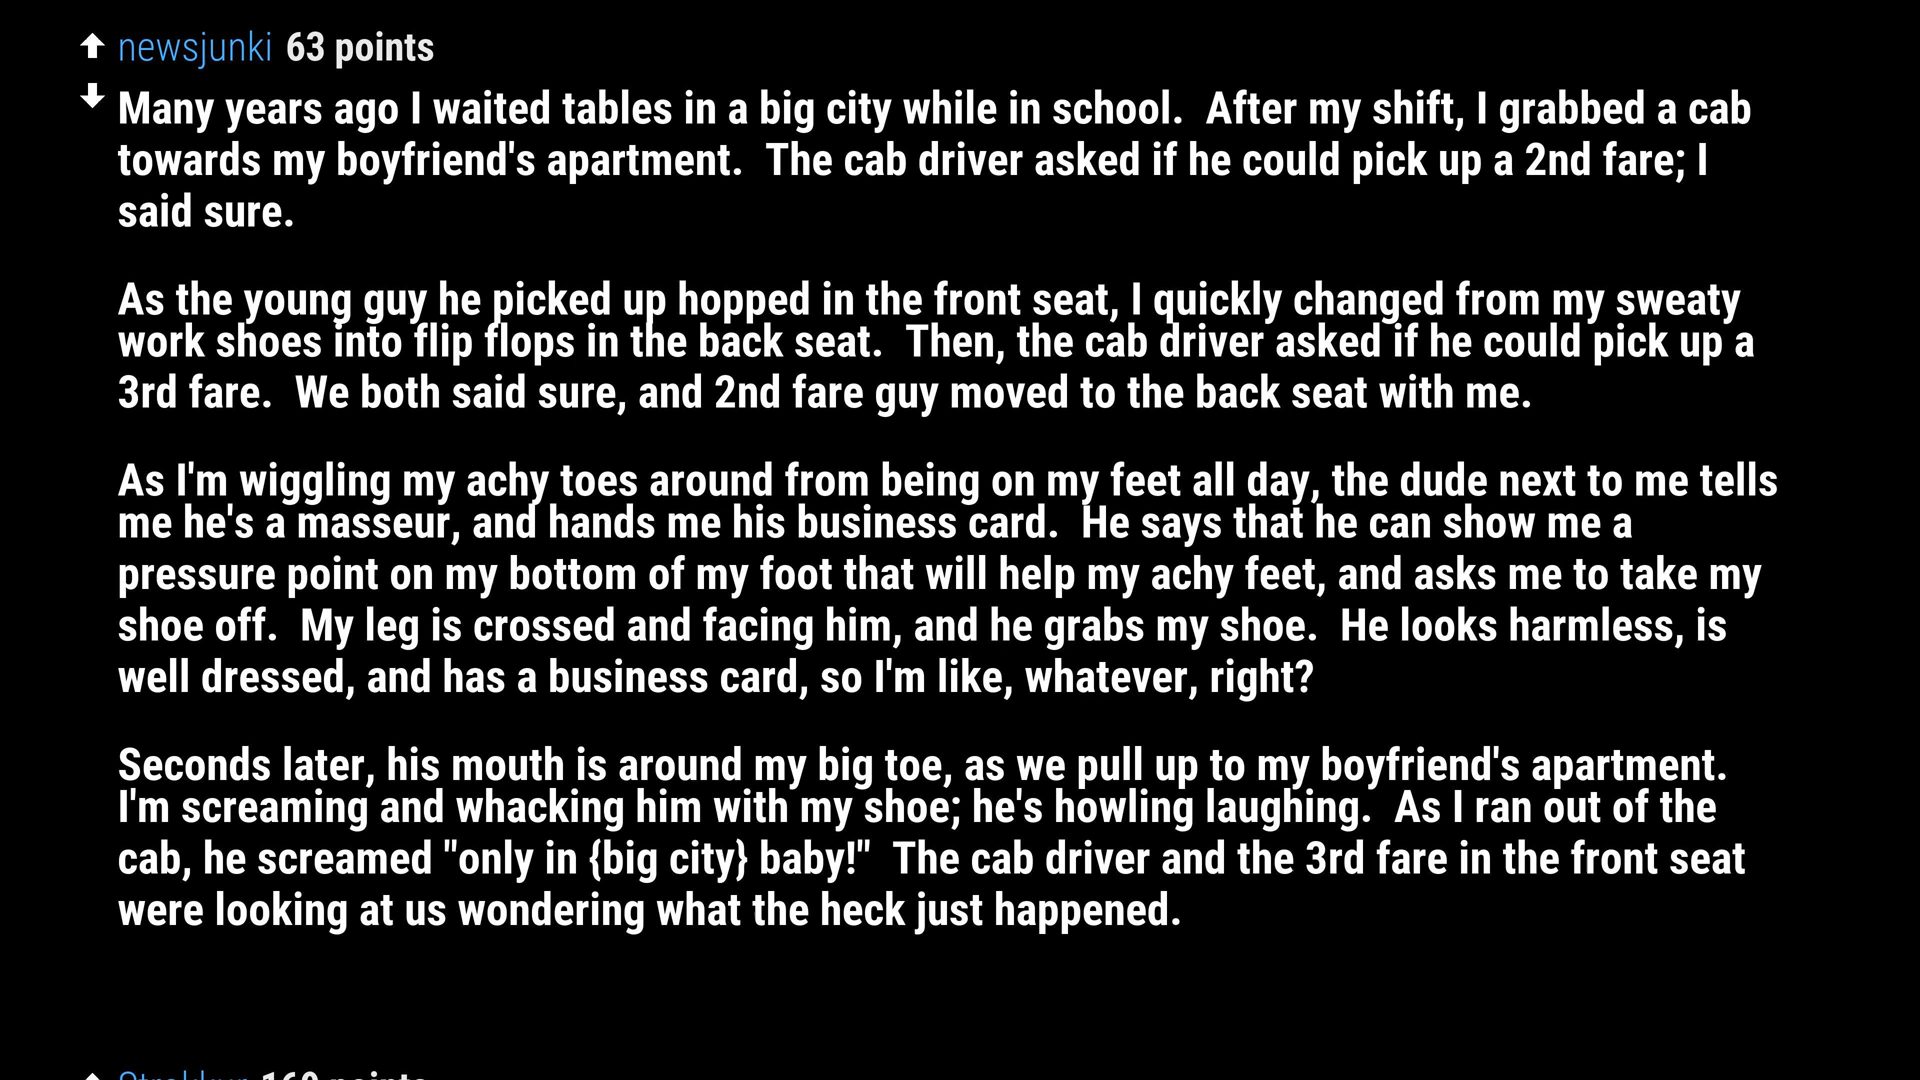 newsjunki 63 points
Many years ago I waited tables in a big city while in school.  After my shift, I grabbed a cab
towards my boyfriend's apartment.  The cab driver asked if he could pick up a 2nd fare; I
said sure.
As the young guy he picked up hopped in the front seat, I quickly changed from my sweaty
work shoes into flip flops in the back seat.  Then, the cab driver asked if he could pick up a
3rd fare.  We both said sure, and 2nd fare guy moved to the back seat with me.
As I'm wiggling my achy toes around from being on my feet all day, the dude next to me tells
me he's a masseur, and hands me his business card.  He says that he can show me a
pressure point on my bottom of my foot that will help my achy feet, and asks me to take my
shoe off.  My leg is crossed and facing him, and he grabs my shoe.  He looks harmless, is
well dressed, and has a business card, so I'm like, whatever, right?
Seconds later, his mouth is around my big toe, as we pull up to my boyfriend's apartment.
I'm screaming and whacking him with my shoe; he's howling laughing.  As I ran out of the
cab, he screamed "only in {big city} baby!"  The cab driver and the 3rd fare in the front seat
were looking at us wondering what the heck just happened.
160 points